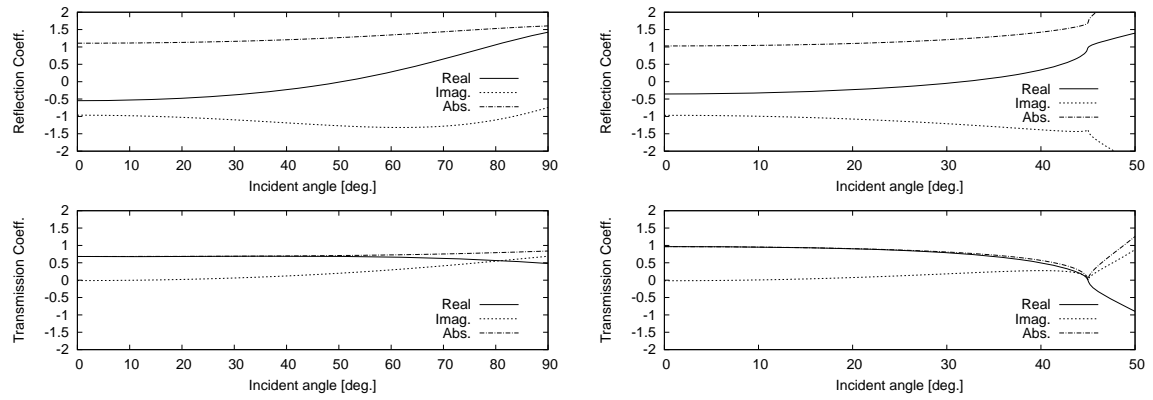 Reflection Coeff.
2
1.5
1
0.5
0
-0.5
-1
-1.5
-2
Real
Imag.
Abs.
0 10 20 30 40 50 60 70 80 90
Incident angle [deg.]
Reflection Coeff.
2
1.5
1
0.5
0
-0.5
-1
-1.5
-2
Real
Imag.
Abs.
0 10 20 30 40 50
Incident angle [deg.]
Transmission Coeff.
2
1.5
1
0.5
0
-0.5
-1
-1.5
-2
Real
Imag.
Abs.
0 10 20 30 40 50 60 70 80 90
Incident angle [deg.]
Transmission Coeff.
2
1.5
1
0.5
0
-0.5
-1
-1.5
-2
Real
Imag.
Abs.
0 10 20 30 40 50
Incident angle [deg.]